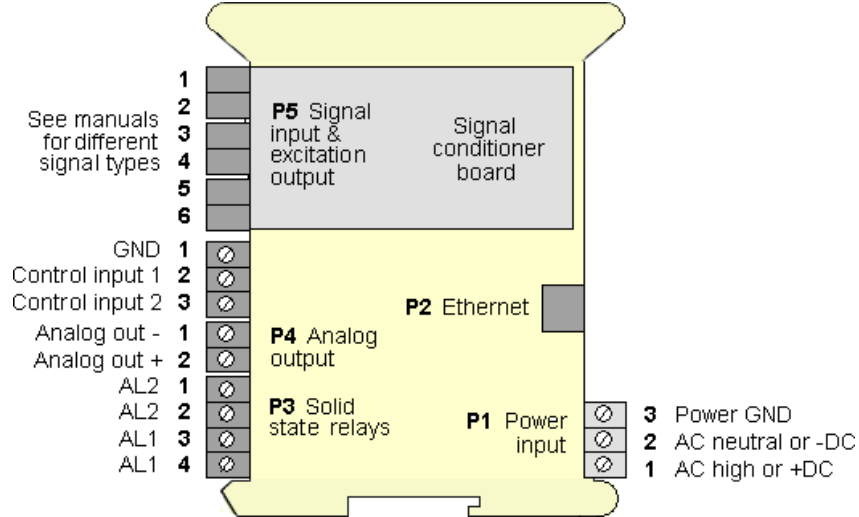 1
2
3
4
5
6
See manuals
for different
signal types
P5 Signal
input &
excitation
output
Signal
conditioner
board
GND 1
Control input 1 2
Control input 2 3
P2 Ethernet
Analog out - 1
Analog out + 2
P4 Analog
output
AL2 1
AL2 2
AL1 3
AL1 4
P3 Solid
state relays
P1 Power
input
3 Power GND
2 AC neutral or -DC
1 AC high or +DC